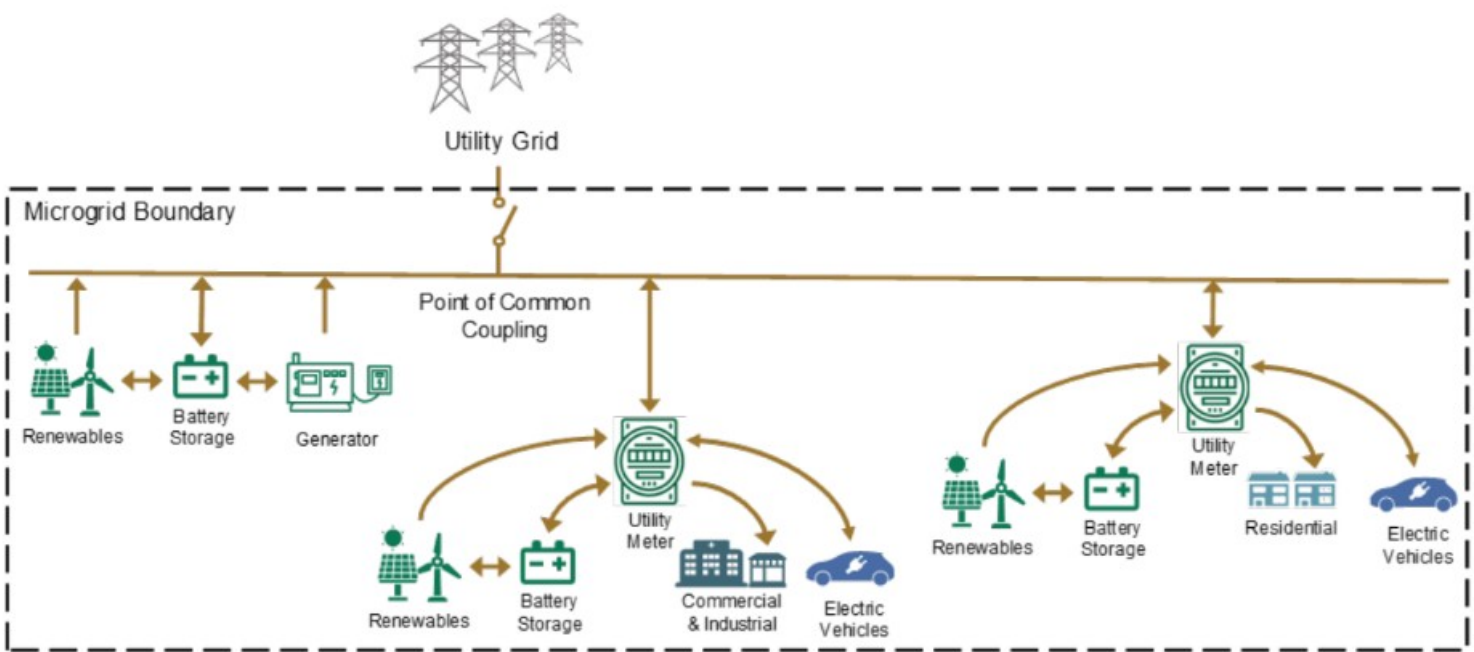 Utility Grid
Microgrid Boundary
Point of Common
Coupling
Renewables
Battery
Storage
Generator
Utility
Meter
Renewables
Battery
Storage
Commercial
& Industrial
Electric
Vehicles
Utility
Meter
Renewables
Battery
Storage
Residential
Electric
Vehicles